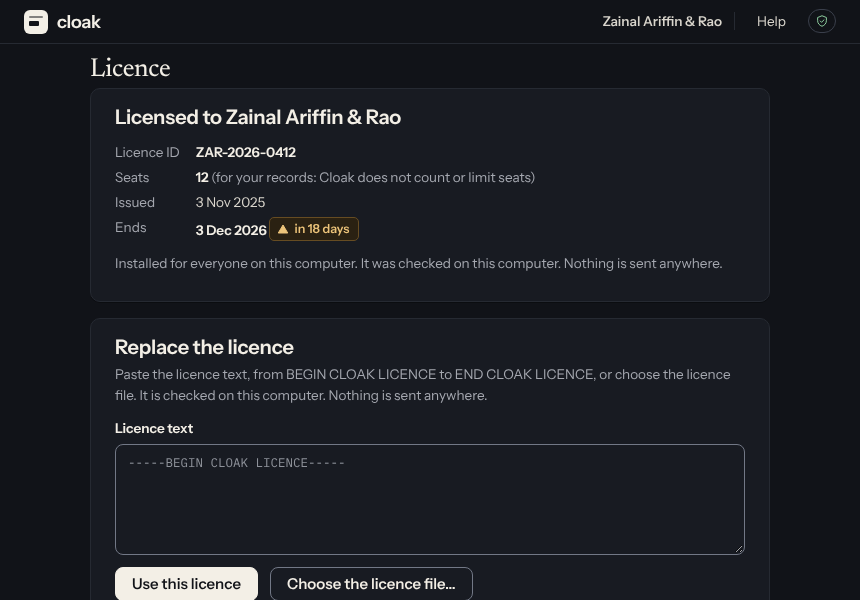 cloak
Zainal Ariffin & Rao
Help
Licence
Licensed to Zainal Ariffin & Rao
Licence ID ZAR-2026-0412
Seats 12 (for your records: Cloak does not count or limit seats)
Issued 3 Nov 2025
Ends 3 Dec 2026 in 18 days
Installed for everyone on this computer. It was checked on this computer. Nothing is sent anywhere.
Replace the licence
Paste the licence text, from BEGIN CLOAK LICENCE to END CLOAK LICENCE, or choose the licence
file. It is checked on this computer. Nothing is sent anywhere.
Licence text
-----BEGIN CLOAK LICENCE-----
Use this licence
Choose the licence file...